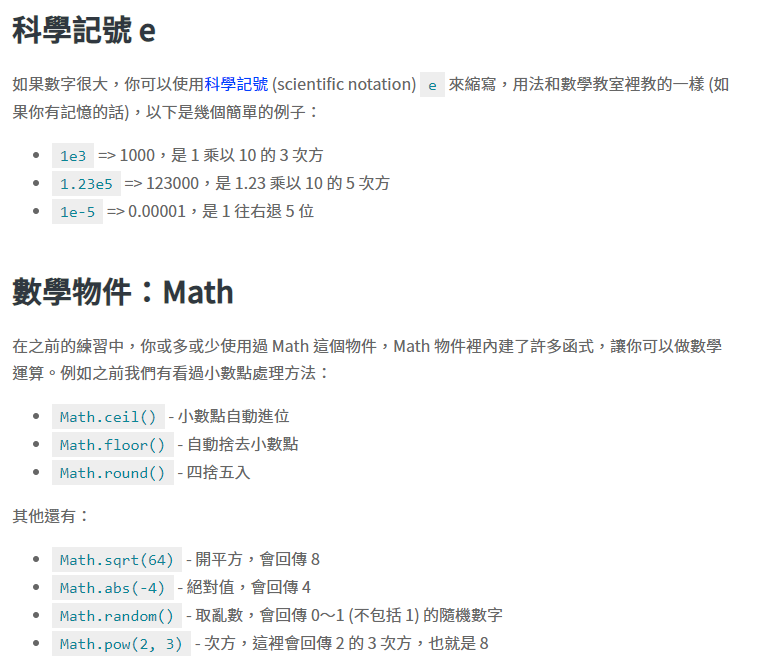 科學記號 e
如果數字很大，你可以使用科學記號 (scientific notation) e 來縮寫，用法和數學教室裡教的一樣 (如
果你有記憶的話)，以下是幾個簡單的例子：
1e3 => 1000，是 1 乘以 10 的 3 次方
1.23e5 => 123000，是 1.23 乘以 10 的 5 次方
1e-5 => 0.00001，是 1 往右退 5 位
數學物件：Math
在之前的練習中，你或多或少使用過 Math 這個物件，Math 物件裡內建了許多函式，讓你可以做數學
運算。例如之前我們有看過小數點處理方法：
Math.ceil() - 小數點自動進位
Math.floor() - 自動捨去小數點
Math.round() - 四捨五入
其他還有：
Math.sqrt(64) - 開平方，會回傳 8
Math.abs(-4) - 絕對值，會回傳 4
Math.random() - 取亂數，會回傳 0～1 (不包括 1) 的隨機數字
Math.pow(2, 3) - 次方，這裡會回傳 2 的 3 次方，也就是 8